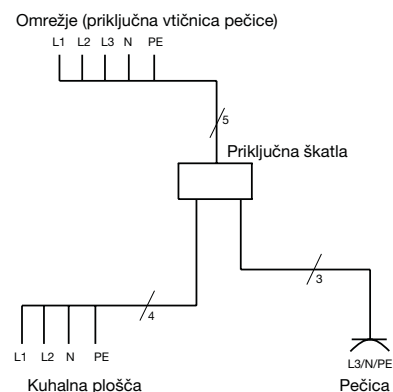 Omrežje (priključna vtičnica pečice)
L1 L2 L3 N PE
5
Priključna škatla
3
4
L1 L2 N PE
L3/N/PE
Kuhalna plošča Pečica